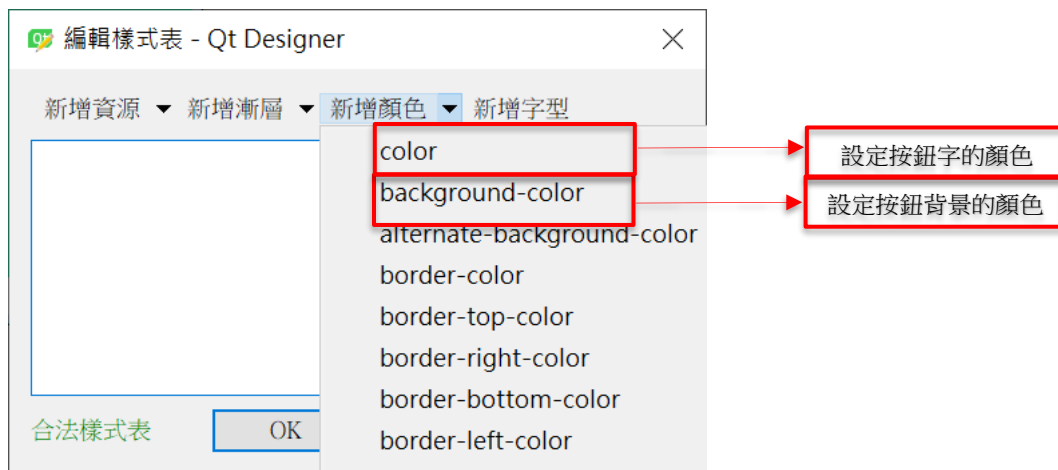 編輯樣式表 - Qt Designer
新增資源 新增漸層 新增顏色 新增字型
color
設定按鈕字的顏色
background-color
設定按鈕背景的顏色
alternate-background-color
border-color
border-top-color
border-right-color
border-bottom-color
合法樣式表 OK
border-left-color